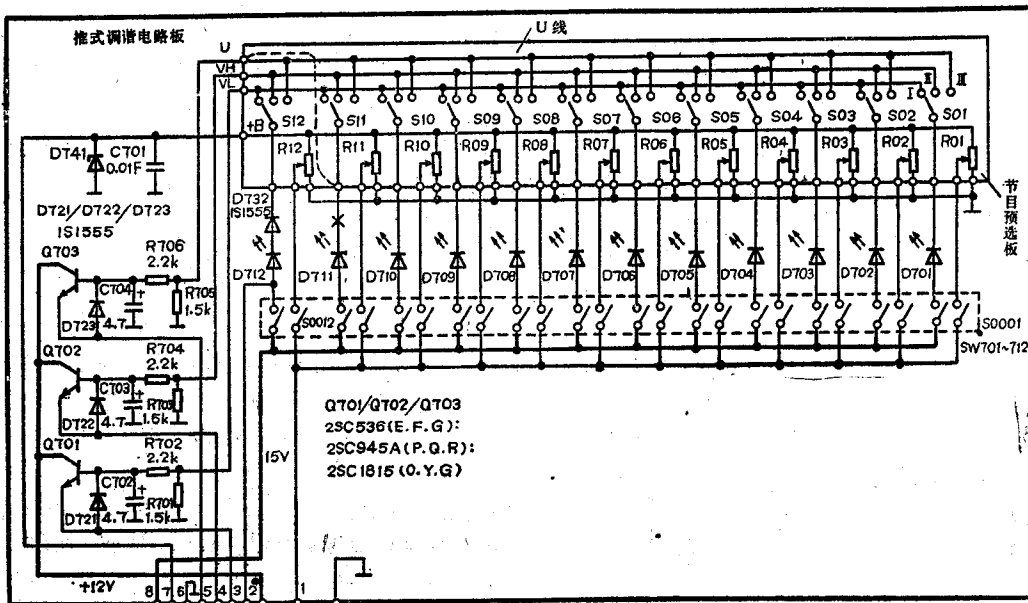 推式调谐电路板
U 线
U
VH
VL
+B
I
II
III
S12
S11
S10
S09
S08
S07
S06
S05
S04
S03
S02
S01
R12
R11
R10
R09
R08
R07
R06
R05
R04
R03
R02
R01
D741
C701
0.01F
节目预选板
D721/D722/D723
1S1555
D732
1S1555
D712
D711
D710
D709
D708
D707
D706
D705
D704
D703
D702
D701
S0012
S0001
SW701~712
Q703
R706
2.2k
C704
+
R705
1.5k
D723
4.7
Q702
R704
2.2k
C703
+
R703
1.5k
D722
4.7
Q701
R702
2.2k
C702
+
R701
1.5k
D721
4.7
15V
Q701/Q702/Q703
2SC536(E.F.G):
2SC945A(P.Q.R):
2SC1815(O.Y.G)
+12V
8 7 6 5 4 3 2 1